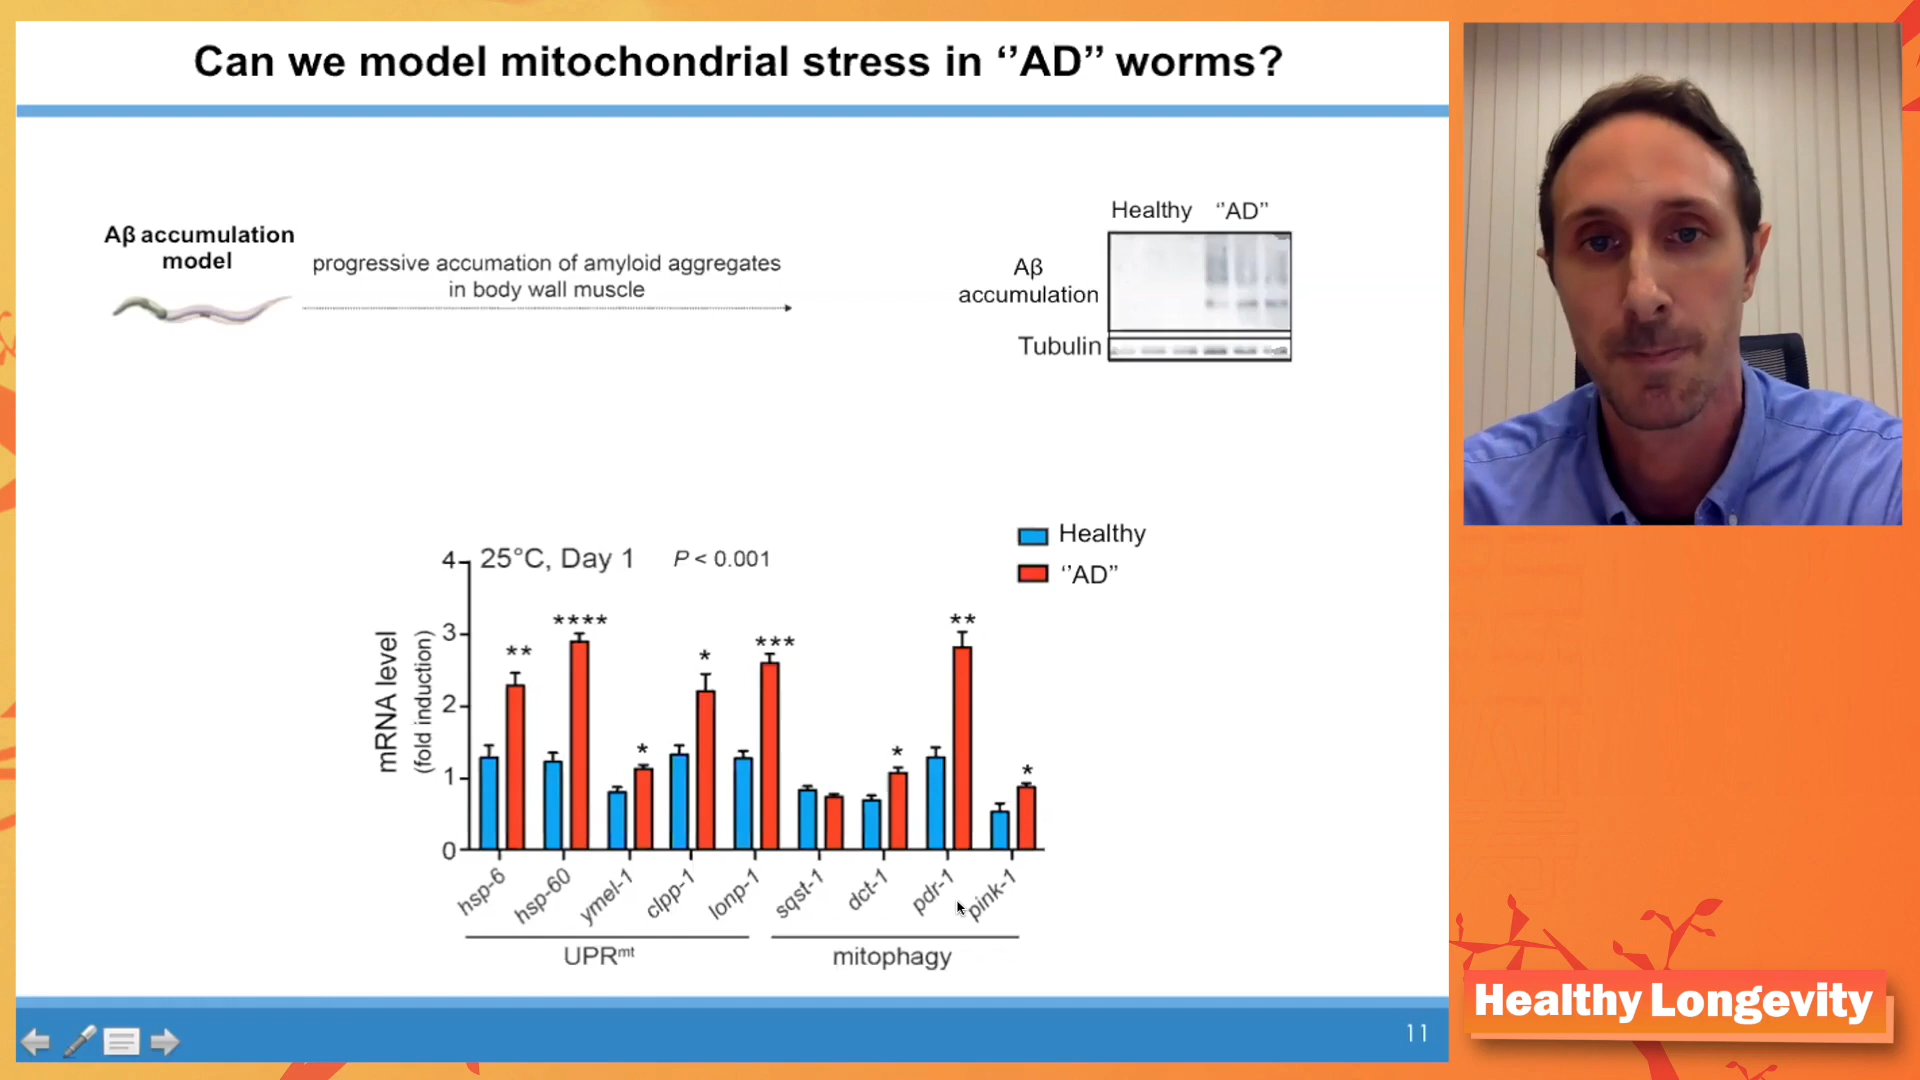 Can we model mitochondrial stress in ‘’AD’’ worms?
Aβ accumulation
model
progressive accumation of amyloid aggregates
in body wall muscle
Healthy ‘’AD’’
Aβ
accumulation
Tubulin
Healthy
‘’AD’’
25°C, Day 1 P < 0.001
mRNA level
(fold induction)
4
3
2
1
0
** **** * * *** * ** *
hsp-6 hsp-60 ymel-1 clpp-1 lonp-1 sqst-1 dct-1 pdr-1 pink-1
UPRmt mitophagy
11
Healthy Longevity